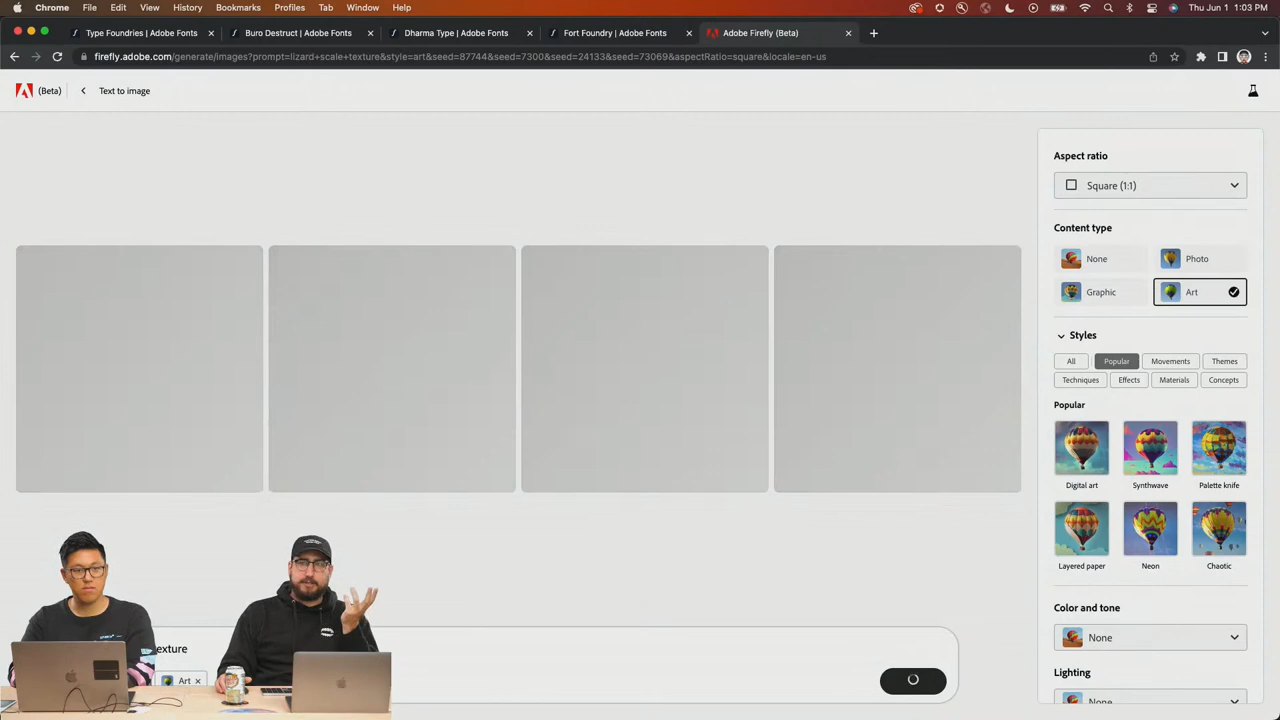 Chrome File Edit View History Bookmarks Profiles Tab Window Help Thu Jun 1 1:03 PM
Type Foundries | Adobe Fonts Buro Destruct | Adobe Fonts Dharma Type | Adobe Fonts Fort Foundry | Adobe Fonts Adobe Firefly (Beta)
firefly.adobe.com/generate/images?prompt=lizard+scale+texture&style=art&seed=87744&seed=7300&seed=24133&seed=73069&aspectRatio=square&locale=en-us
(Beta) Text to image
Aspect ratio
Square (1:1)
Content type
None Photo
Graphic Art
Styles
All Popular Movements Themes
Techniques Effects Materials Concepts
Popular
Digital art Synthwave Palette knife
Layered paper Neon Chaotic
Color and tone
None
Lighting
None
exture
Art